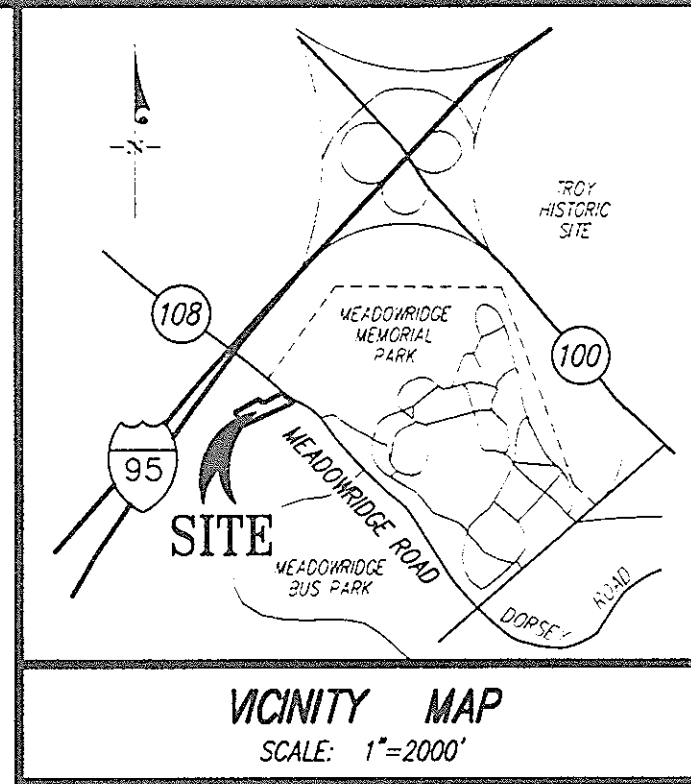 -N-
TROY
HISTORIC
SITE
108
MEADOWRIDGE
MEMORIAL
PARK
100
95
MEADOWRIDGE ROAD
SITE
MEADOWRIDGE
BUS PARK
DORSEY ROAD
VICINITY MAP
SCALE: 1"=2000'